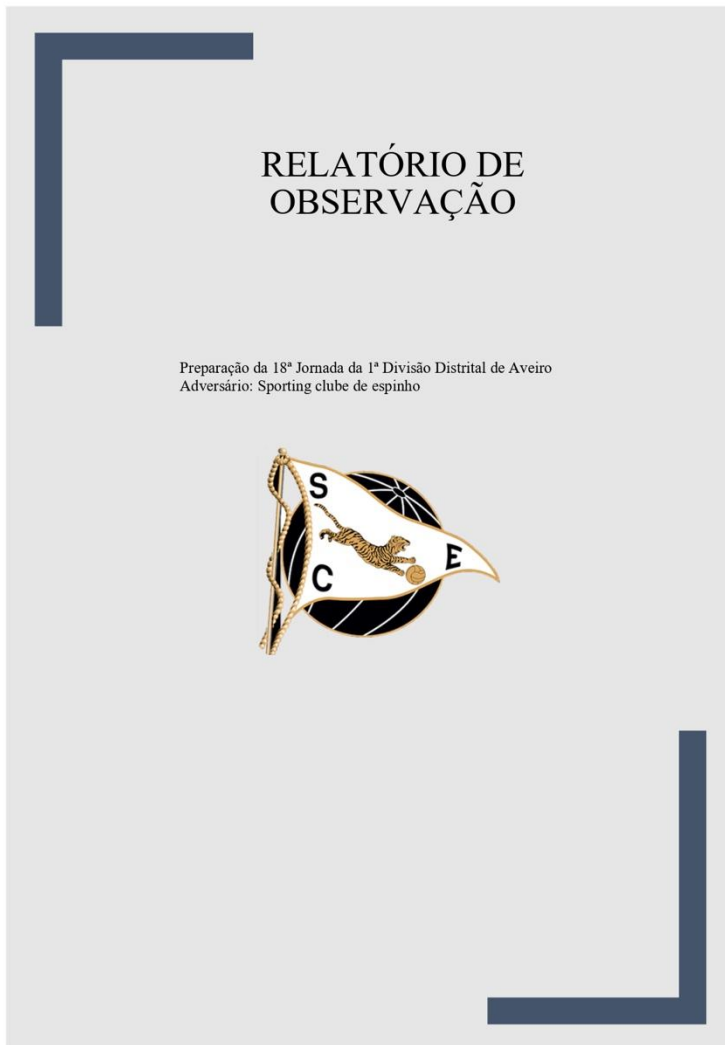 RELATÓRIO DE
OBSERVAÇÃO
Preparação da 18ª Jornada da 1ª Divisão Distrital de Aveiro
Adversário: Sporting clube de espinho
S
E
C